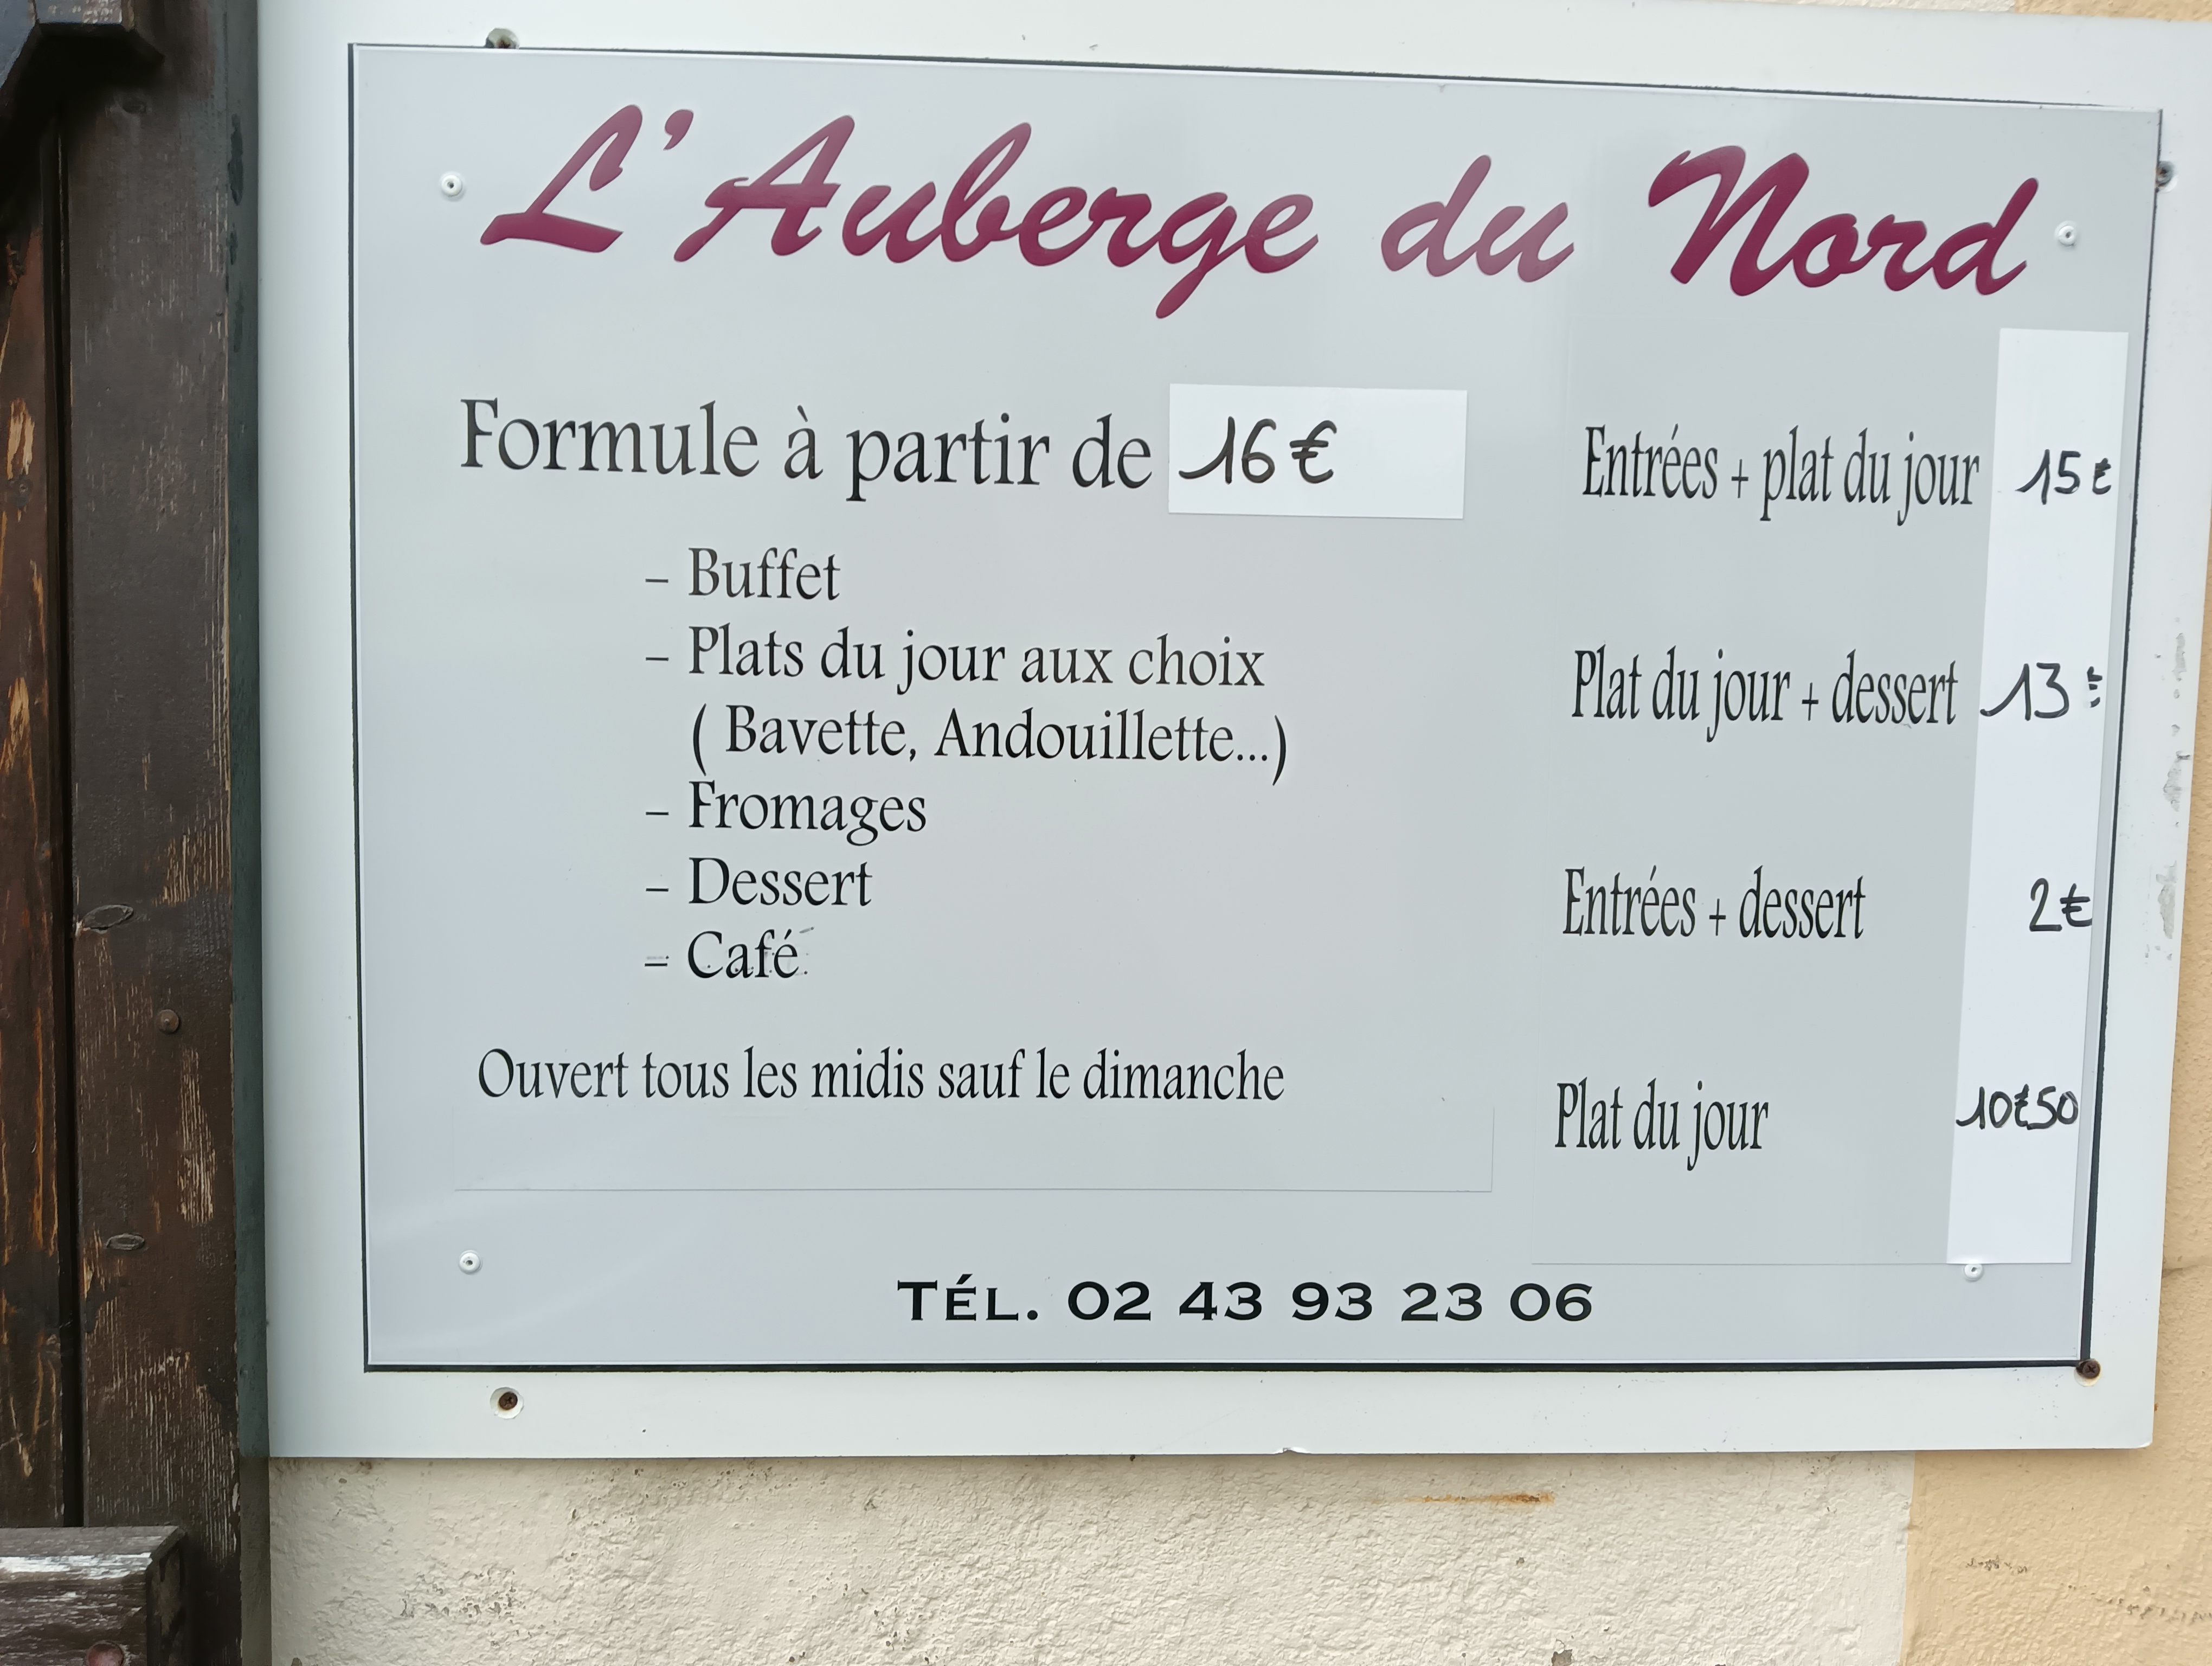 L'Auberge du Nord
Formule à partir de 16€
- Buffet
- Plats du jour aux choix
( Bavette, Andouillette...)
- Fromages
- Dessert
- Café
Ouvert tous les midis sauf le dimanche
Entrées + plat du jour 15€
Plat du jour + dessert 13€
Entrées + dessert 2€
Plat du jour 10€50
TÉL. 02 43 93 23 06